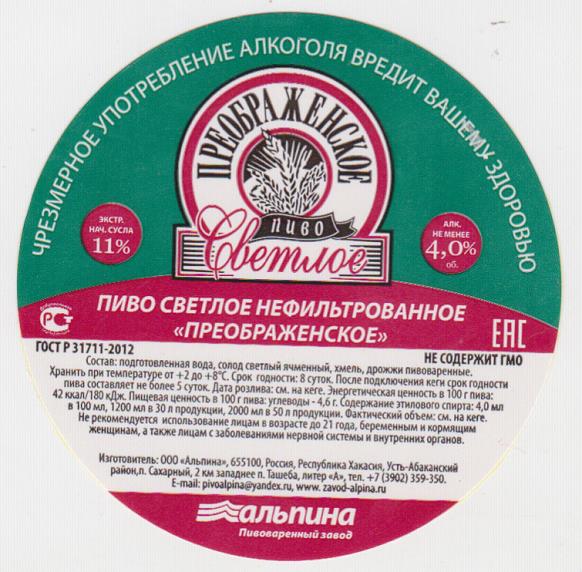 ЧРЕЗМЕРНОЕ УПОТРЕБЛЕНИЕ АЛКОГОЛЯ ВРЕДИТ ВАШЕМУ ЗДОРОВЬЮ
ПРЕОБРАЖЕНСКОЕ
ПИВО
Светлое
ЭКСТР.
НАЧ. СУСЛА
11%
АЛК.
НЕ МЕНЕЕ
4,0%
об.
ПИВО СВЕТЛОЕ НЕФИЛЬТРОВАННОЕ
«ПРЕОБРАЖЕНСКОЕ»
РСТ
ЕАС
ГОСТ Р 31711-2012
НЕ СОДЕРЖИТ ГМО
Состав: подготовленная вода, солод светлый ячменный, хмель, дрожжи пивоваренные.
Хранить при температуре от +2 до +8°С. Срок годности: 8 суток. После подключения кеги срок годности
пива составляет не более 5 суток. Дата розлива: см. на кеге. Энергетическая ценность в 100 г пива:
42 ккал/180 кДж. Пищевая ценность в 100 г пива: углеводы - 4,6 г. Содержание этилового спирта: 4,0 мл
в 100 мл, 1200 мл в 30 л продукции, 2000 мл в 50 л продукции. Фактический объем: см. на кеге.
Не рекомендуется использование лицам в возрасте до 21 года, беременным и кормящим
женщинам, а также лицам с заболеваниями нервной системы и внутренних органов.
Изготовитель: ООО «Альпина», 655100, Россия, Республика Хакасия, Усть-Абаканский
район,п. Сахарный, 2 км западнее п. Ташеба, литер «А», тел. +7 (3902) 359-350.
E-mail: pivoalpina@yandex.ru, www. zavod-alpina.ru
альпина
Пивоваренный завод